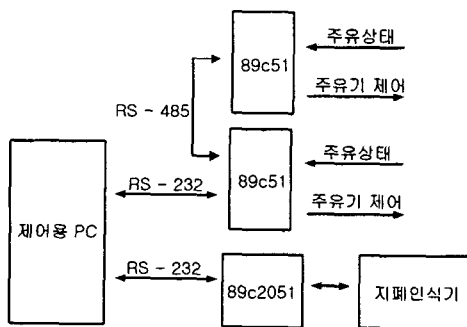 주유상태
89c51
주유기 제어
RS - 485
주유상태
89c51
RS - 232
주유기 제어
제어용 PC
RS - 232
89c2051
지폐인식기